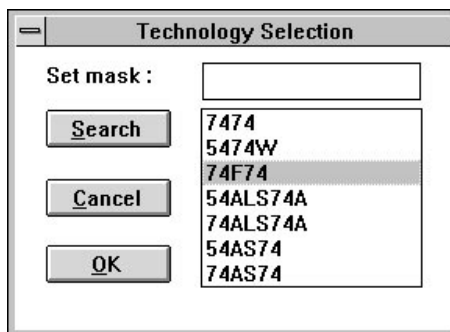 Technology Selection
Set mask :
Search
Cancel
OK
7474
5474W
74F74
54ALS74A
74ALS74A
54AS74
74AS74